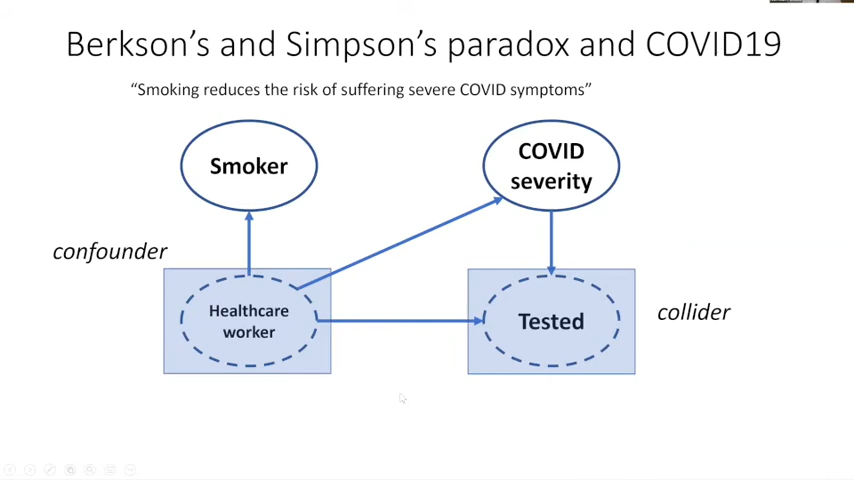 Berkson's and Simpson's paradox and COVID19
“Smoking reduces the risk of suffering severe COVID symptoms”
Smoker
COVID
severity
confounder
Healthcare
worker
Tested
collider